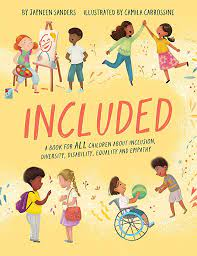 BY JAYNEEN SANDERS ILLUSTRATED BY CAMILA CARROSSINE
INCLUDED
A BOOK FOR ALL CHILDREN ABOUT INCLUSION,
DIVERSITY, DISABILITY, EQUALITY AND EMPATHY